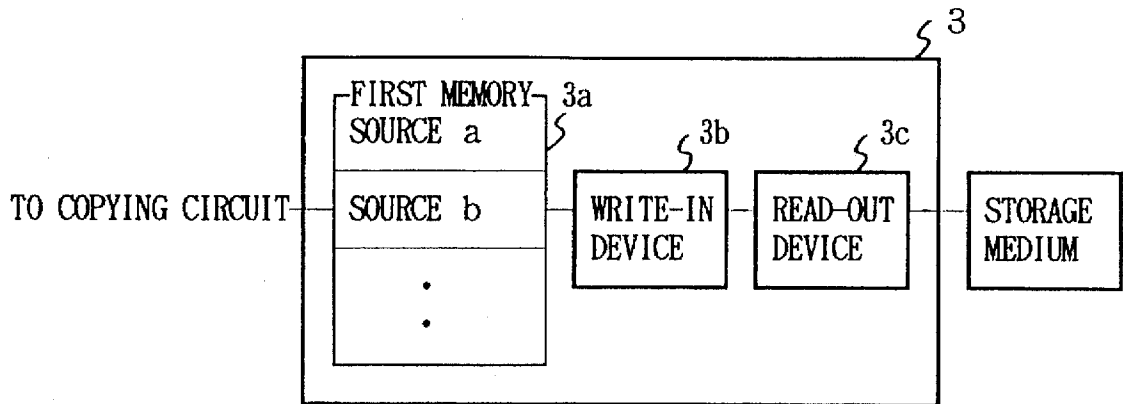 3
FIRST MEMORY
3a
SOURCE a
3b
3c
TO COPYING CIRCUIT
SOURCE b
WRITE-IN
DEVICE
READ-OUT
DEVICE
STORAGE
MEDIUM